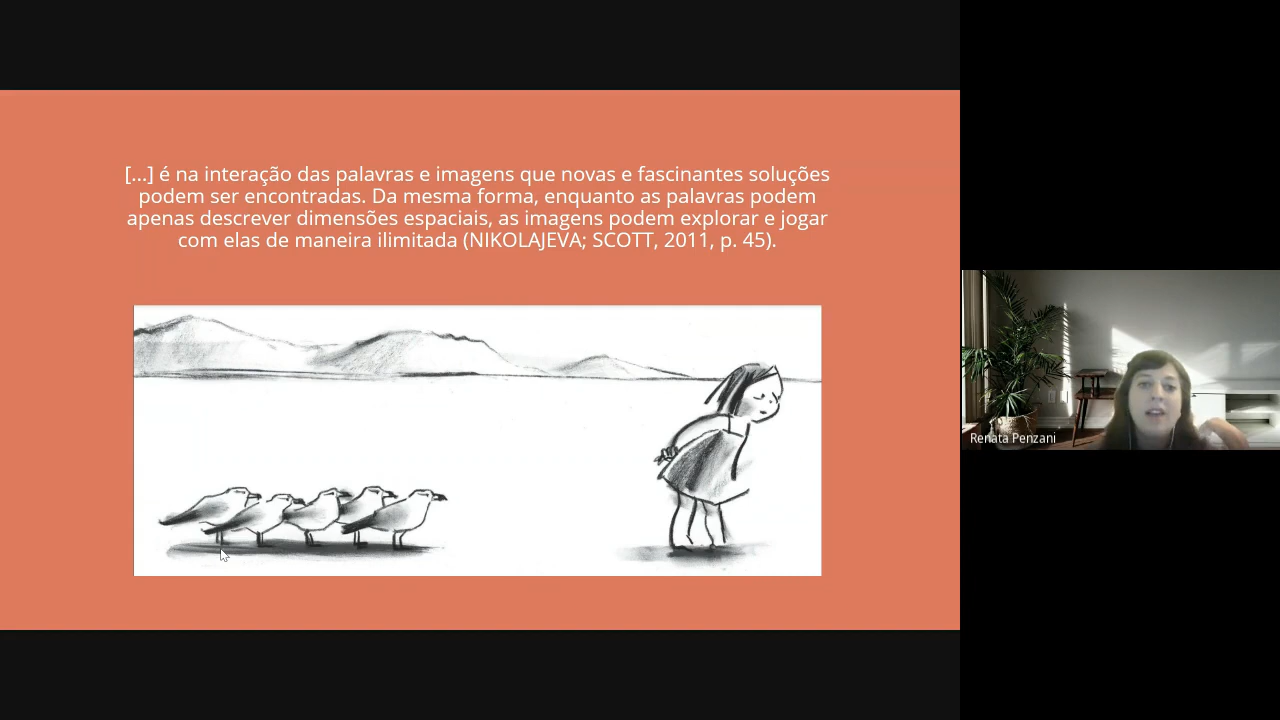 [...] é na interação das palavras e imagens que novas e fascinantes soluções
podem ser encontradas. Da mesma forma, enquanto as palavras podem
apenas descrever dimensões espaciais, as imagens podem explorar e jogar
com elas de maneira ilimitada (NIKOLAJEVA; SCOTT, 2011, p. 45).
Renata Penzani